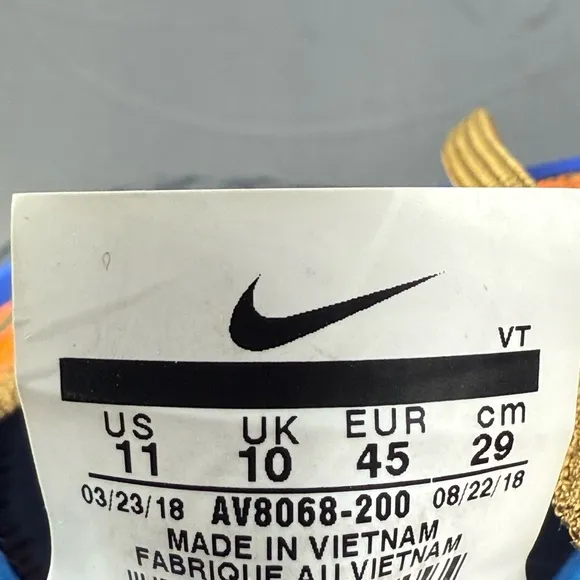 VT
US UK EUR cm
11 10 45 29
03/23/18 AV8068-200 08/22/18
MADE IN VIETNAM
FABRIQUE AU VIETNAM